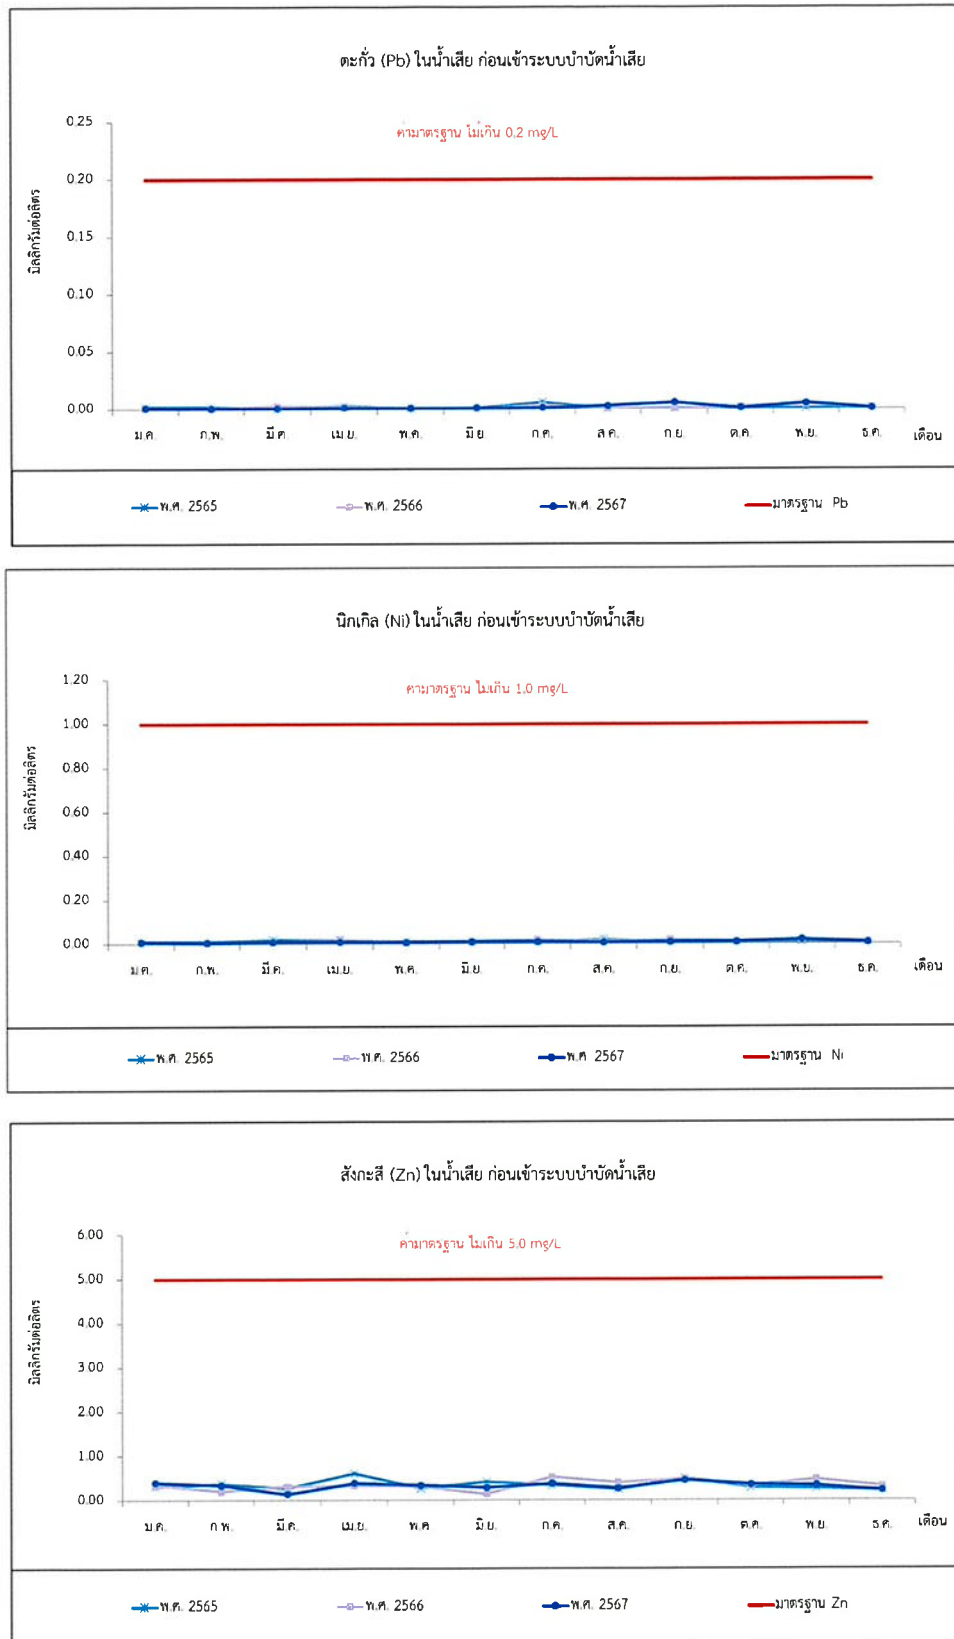 ตะกั่ว (Pb) ในน้ำเสีย ก่อนเข้าระบบบำบัดน้ำเสีย
ค่ามาตรฐาน ไม่เกิน 0.2 mg/L
มิลลิกรัมต่อลิตร
0.25
0.20
0.15
0.10
0.05
0.00
ม.ค. ก.พ. มี.ค. เม.ย. พ.ค. มิ.ย. ก.ค. ส.ค. ก.ย. ต.ค. พ.ย. ธ.ค. เดือน
พ.ศ. 2565 พ.ศ. 2566 พ.ศ. 2567 มาตรฐาน Pb
นิกเกิล (Ni) ในน้ำเสีย ก่อนเข้าระบบบำบัดน้ำเสีย
ค่ามาตรฐาน ไม่เกิน 1.0 mg/L
มิลลิกรัมต่อลิตร
1.20
1.00
0.80
0.60
0.40
0.20
0.00
ม.ค. ก.พ. มี.ค. เม.ย. พ.ค. มิ.ย. ก.ค. ส.ค. ก.ย. ต.ค. พ.ย. ธ.ค. เดือน
พ.ศ. 2565 พ.ศ. 2566 พ.ศ. 2567 มาตรฐาน Ni
สังกะสี (Zn) ในน้ำเสีย ก่อนเข้าระบบบำบัดน้ำเสีย
ค่ามาตรฐาน ไม่เกิน 5.0 mg/L
มิลลิกรัมต่อลิตร
6.00
5.00
4.00
3.00
2.00
1.00
0.00
ม.ค. ก.พ. มี.ค. เม.ย. พ.ค. มิ.ย. ก.ค. ส.ค. ก.ย. ต.ค. พ.ย. ธ.ค. เดือน
พ.ศ. 2565 พ.ศ. 2566 พ.ศ. 2567 มาตรฐาน Zn